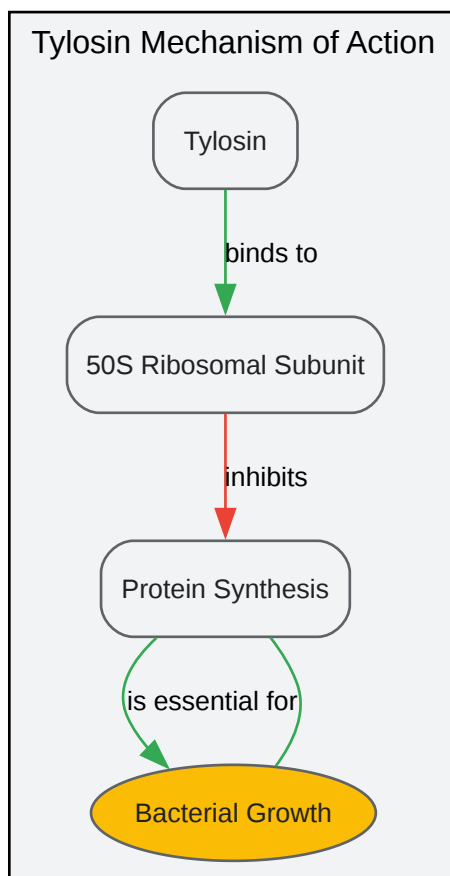 Tylosin Mechanism of Action
Tylosin
binds to
50S Ribosomal Subunit
inhibits
Protein Synthesis
is essential for
Bacterial Growth